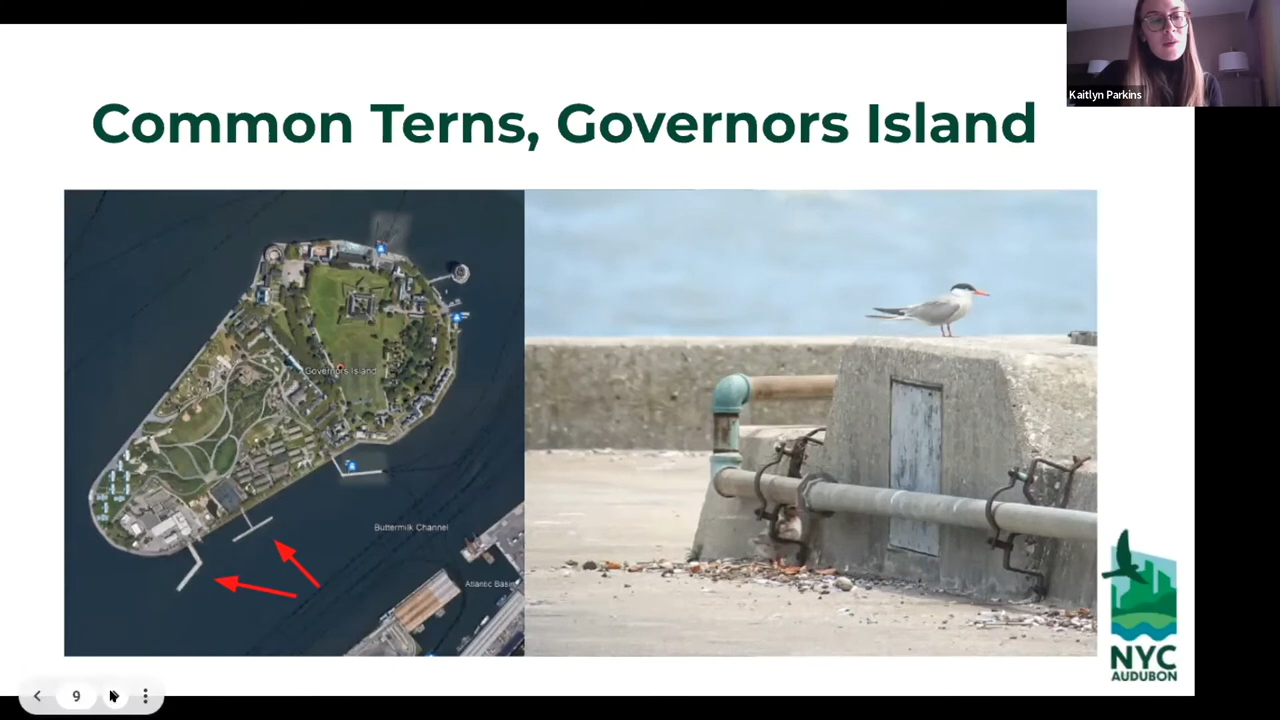 Kaitlyn Parkins
Common Terns, Governors Island
Governors Island
Buttermilk Channel
Atlantic Basin
NYC
AUDUBON
9